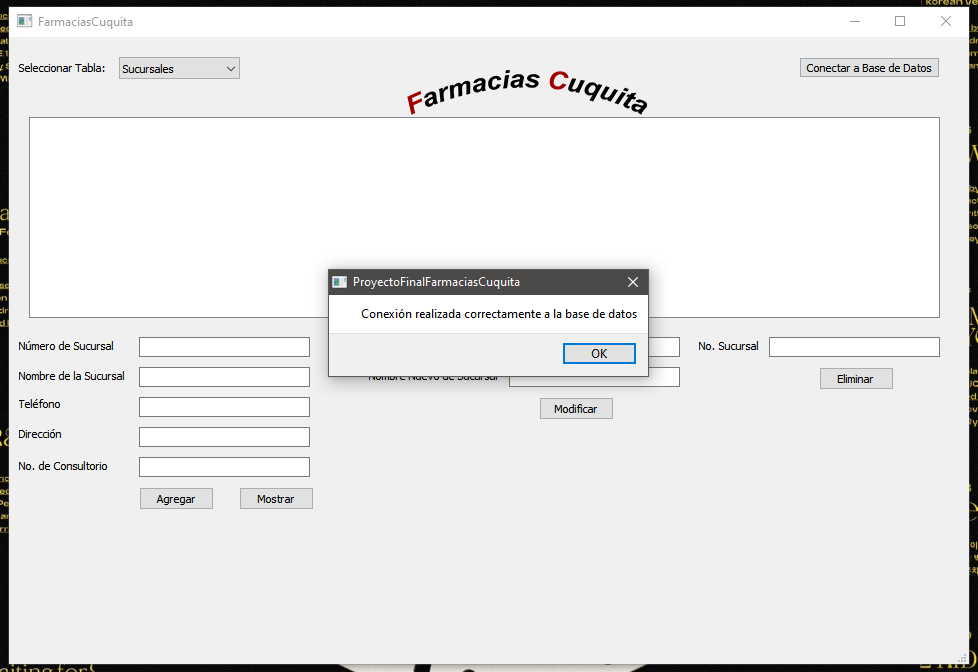 FarmaciasCuquita
Seleccionar Tabla:
Sucursales
Farmacias Cuquita
Conectar a Base de Datos
ProyectoFinalFarmaciasCuquita
Conexión realizada correctamente a la base de datos
OK
Número de Sucursal
No. Sucursal
Nombre de la Sucursal
Nombre Nuevo de Sucursal
Eliminar
Teléfono
Modificar
Dirección
No. de Consultorio
Agregar
Mostrar